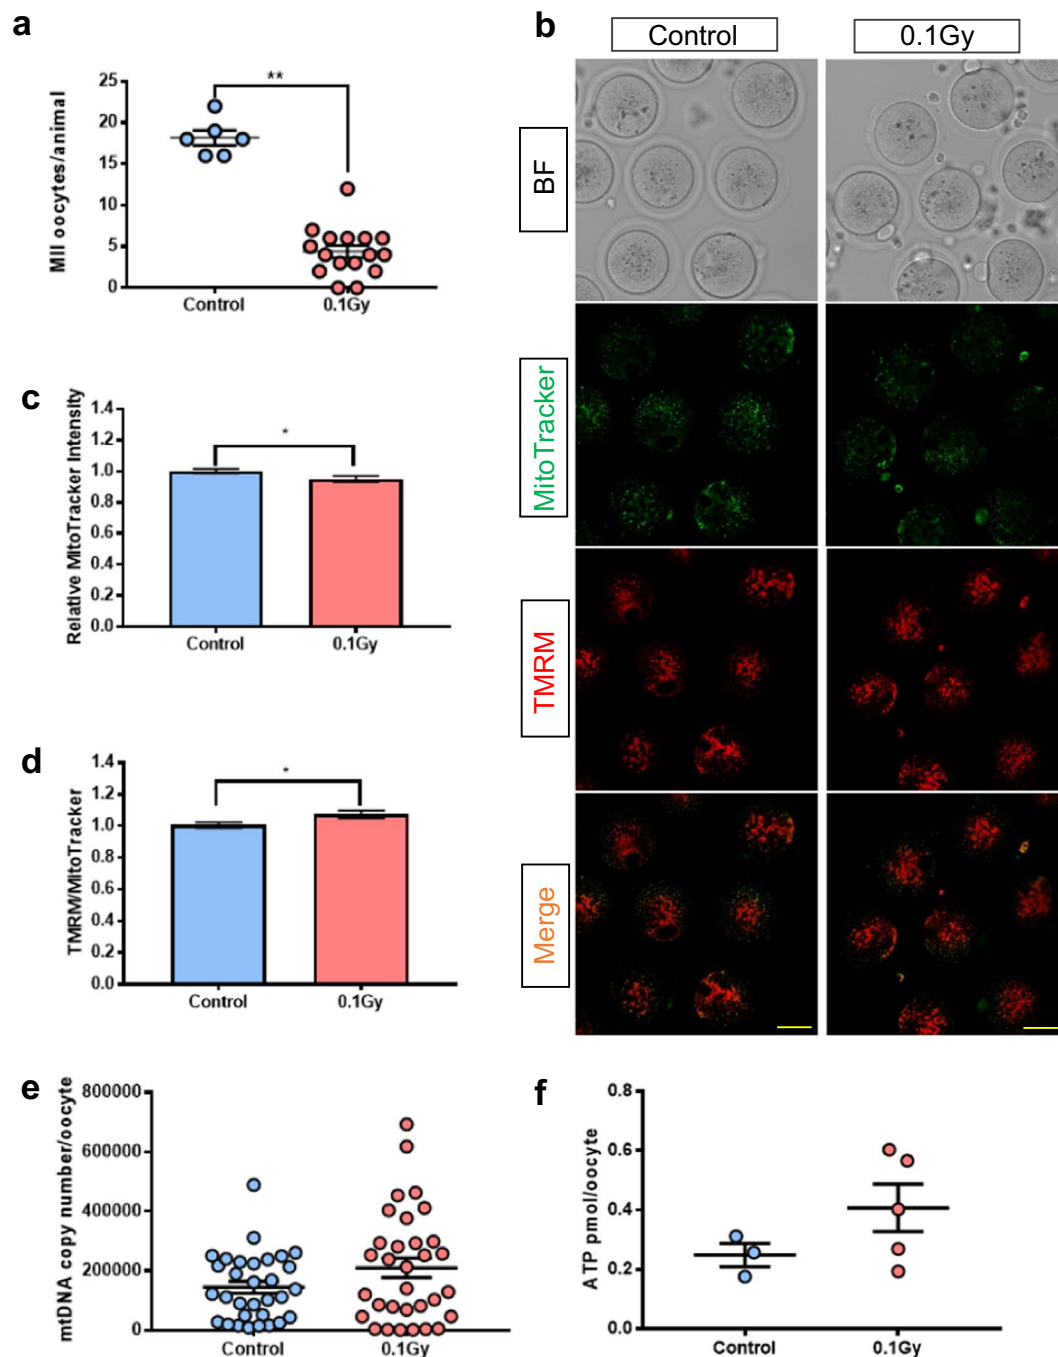 a
MII oocytes/animal
25
20
15
10
5
0
**
Control
0.1Gy
b
Control
0.1Gy
BF
MitoTracker
TMRM
Merge
c
Relative MitoTracker Intensity
1.4
1.2
1.0
0.8
0.6
0.4
0.2
0.0
*
Control
0.1Gy
d
TMRM/MitoTracker
1.4
1.2
1.0
0.8
0.6
0.4
0.2
0.0
*
Control
0.1Gy
e
mtDNA copy number/oocyte
800000
600000
400000
200000
0
Control
0.1Gy
f
ATP pmol/oocyte
0.8
0.6
0.4
0.2
0.0
Control
0.1Gy